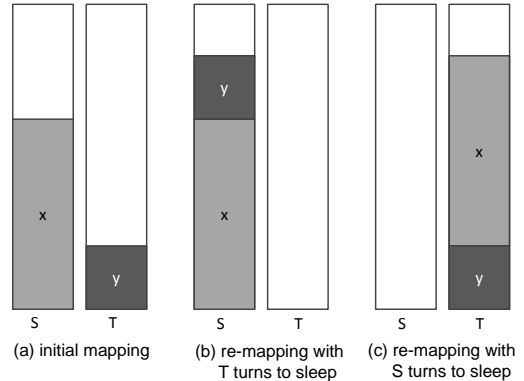 y
x
x
y
y
x
S T
S T
S T
(a) initial mapping
(b) re-mapping with
T turns to sleep
(c) re-mapping with
S turns to sleep